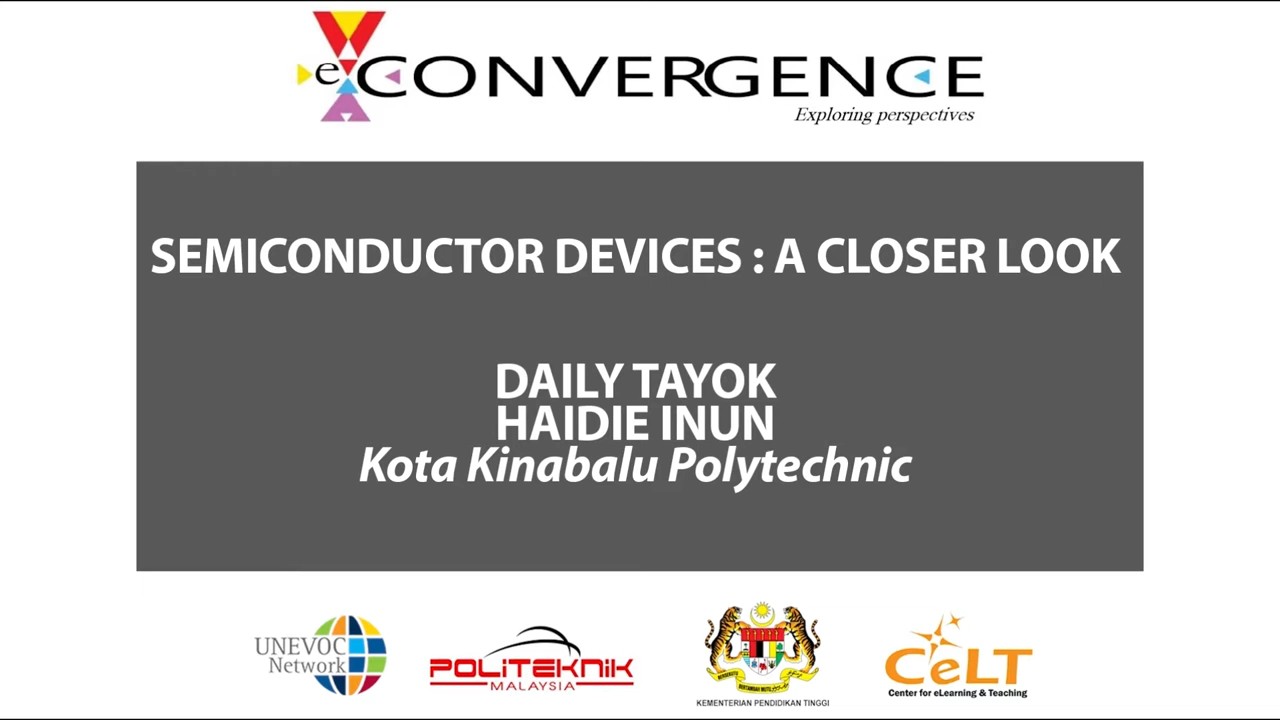 eCONVERGENCE
Exploring perspectives
SEMICONDUCTOR DEVICES : A CLOSER LOOK
DAILY TAYOK
HAIDIE INUN
Kota Kinabalu Polytechnic
UNEVOC
Network
POLITEKNIK
MALAYSIA
KEMENTERIAN PENDIDIKAN TINGGI
CeLT
Center for eLearning & Teaching